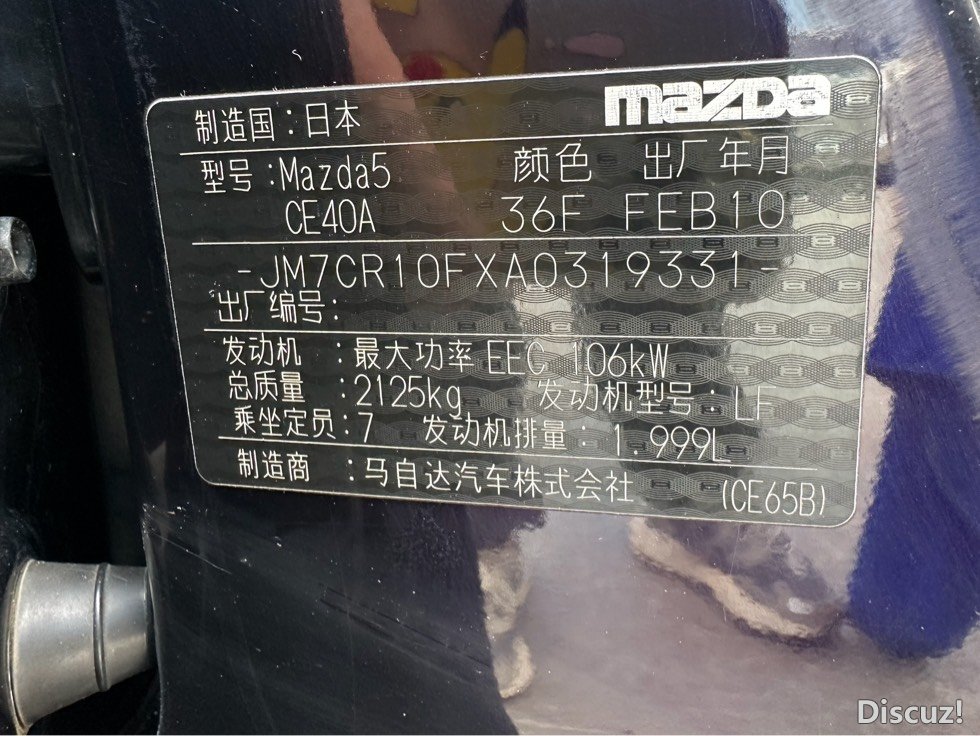 制造国：日本 mazda
型号：Mazda5 颜色 出厂年月
CE40A 36F FEB10
-JM7CR10FXA0319331-
出厂编号：
发动机 ：最大功率 EEC 106kW
总质量 ：2125kg 发动机型号：LF
乘坐定员：7 发动机排量：1.999L
制造商 ：马自达汽车株式会社 (CE65B)
Discuz!